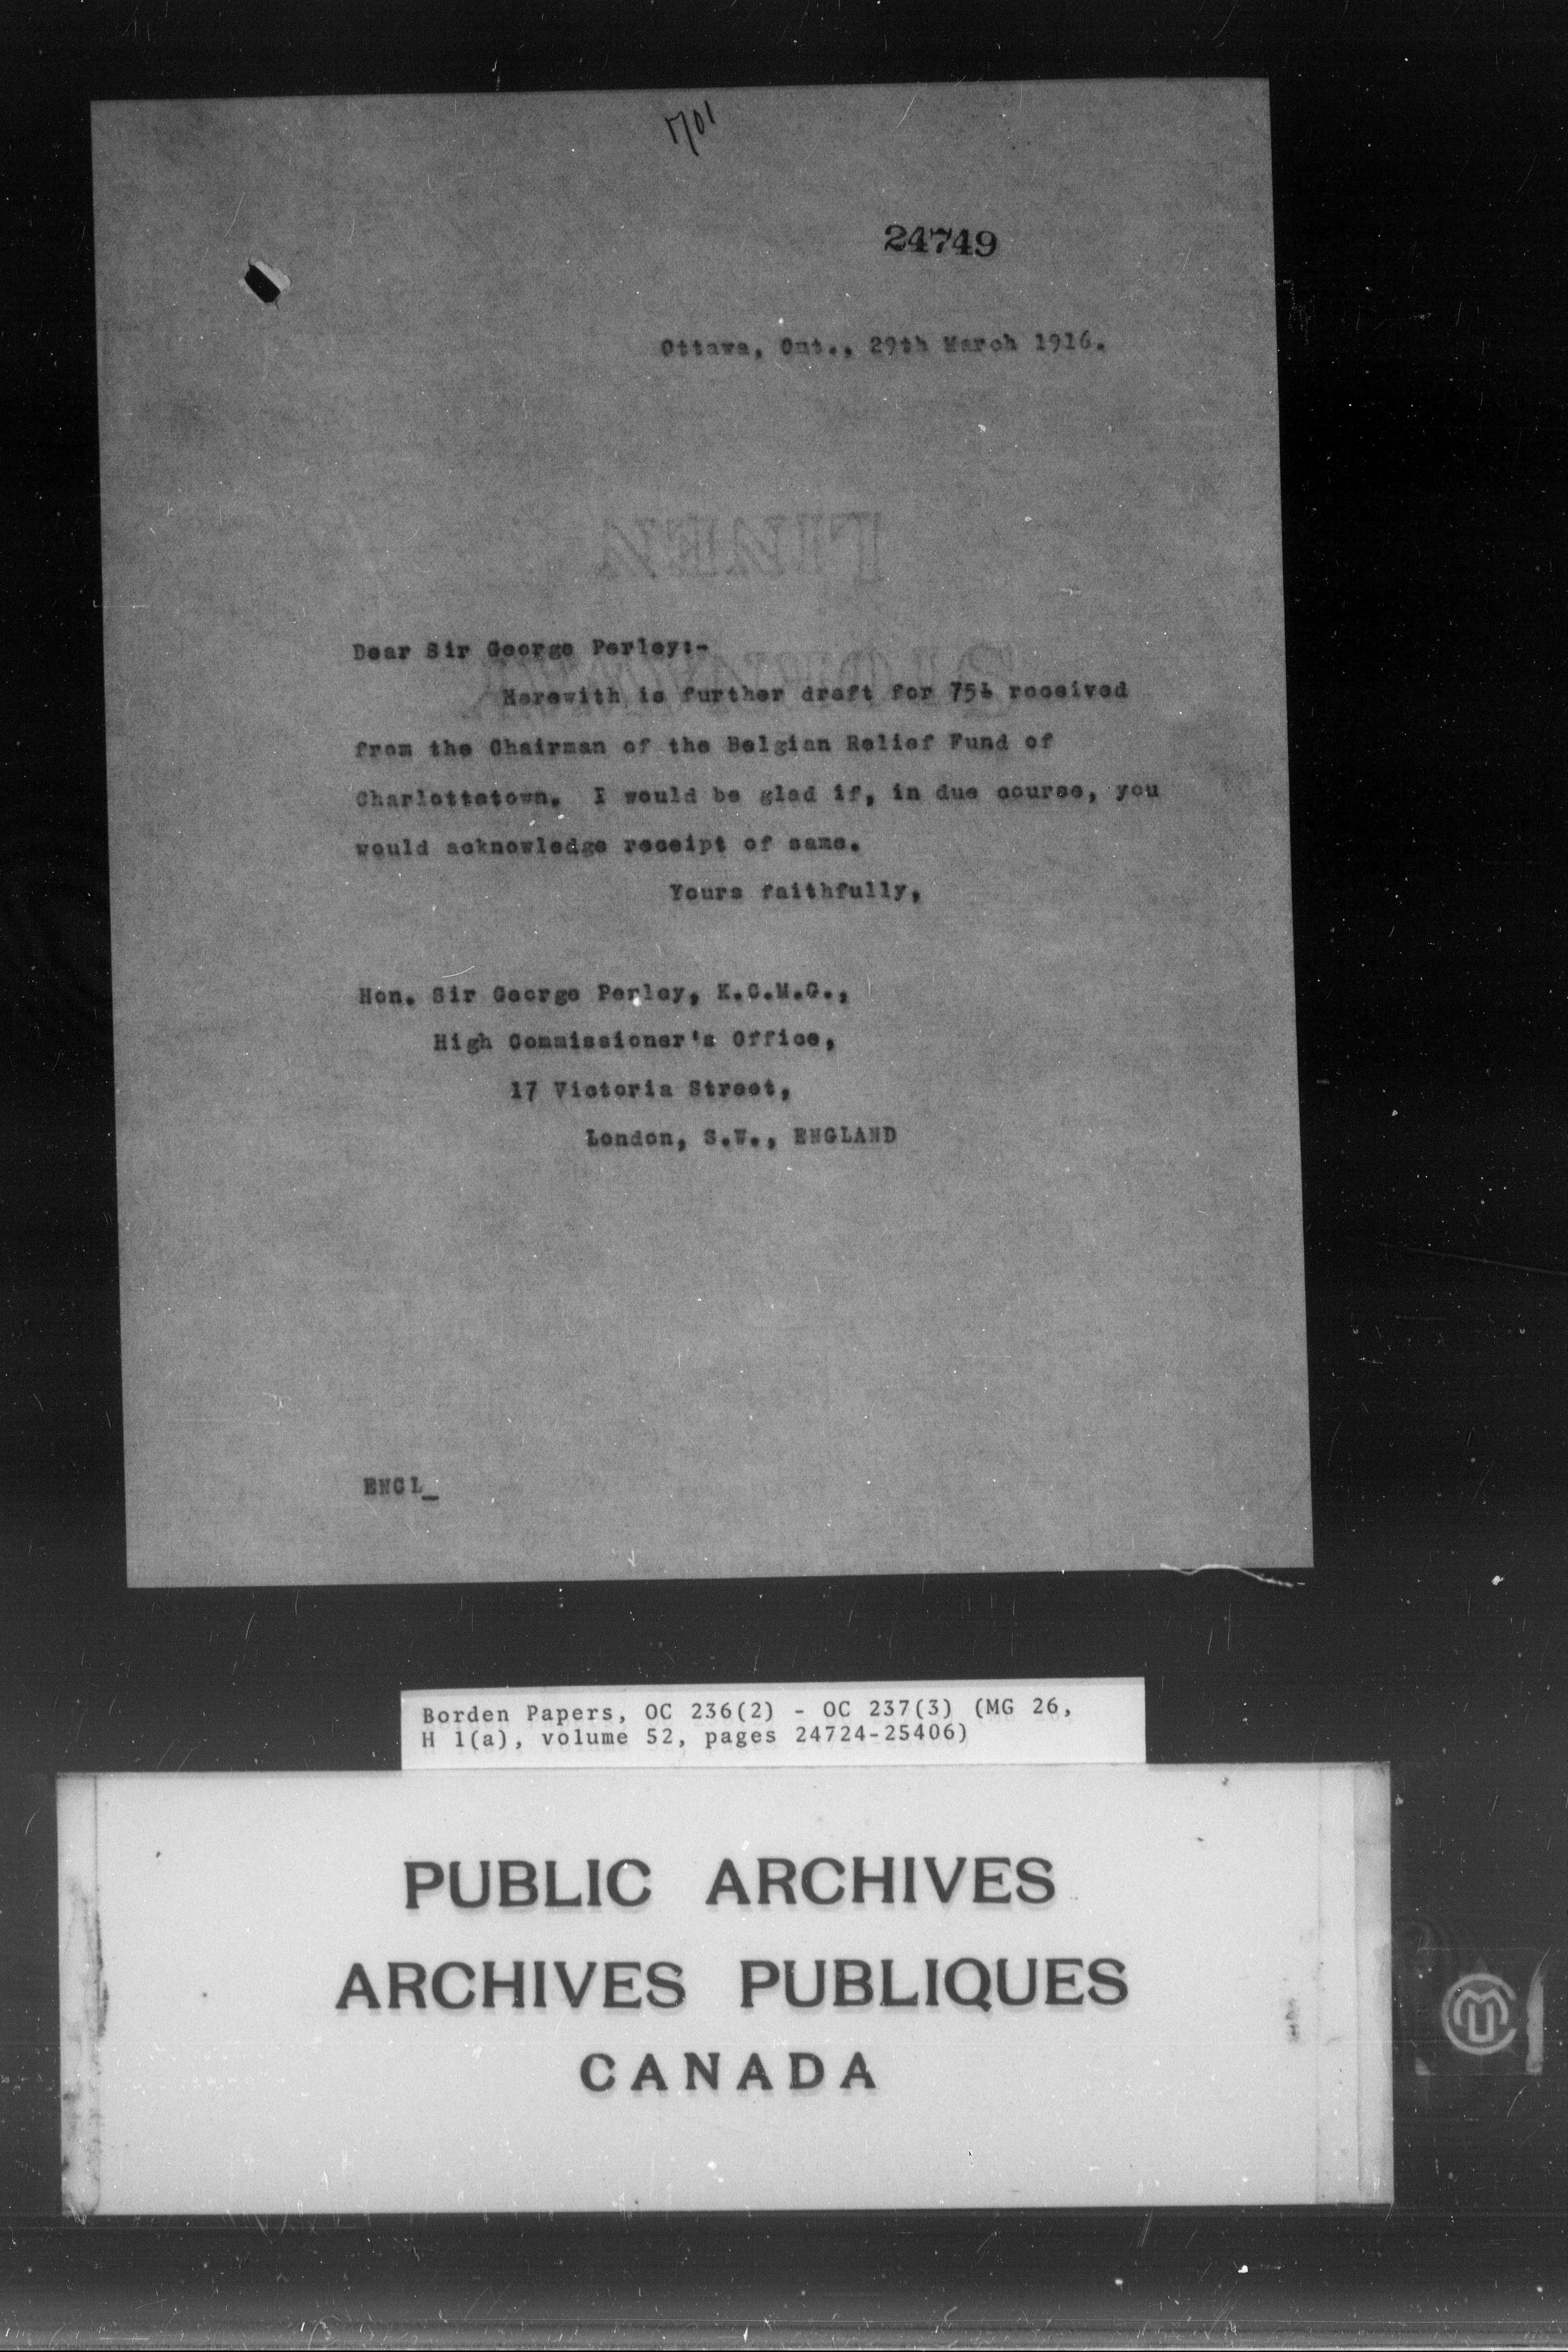 701
24749
Ottawa, Ont., 29th March 1916.
LINEN
Dear Sir George Perley:-
Herewith is further draft for 75£ received
from the Chairman of the Belgian Relief Fund of
Charlottetown. I would be glad if, in due course, you
would acknowledge receipt of same.
Yours faithfully,
Hon. Sir George Perley, K.C.M.G.,
High Commissioner's Office,
17 Victoria Street,
London, S.W., ENGLAND
ENCL_
Borden Papers, OC 236(2) - OC 237(3) (MG 26,
H 1(a), volume 52, pages 24724-25406)
PUBLIC ARCHIVES
ARCHIVES PUBLIQUES
CANADA